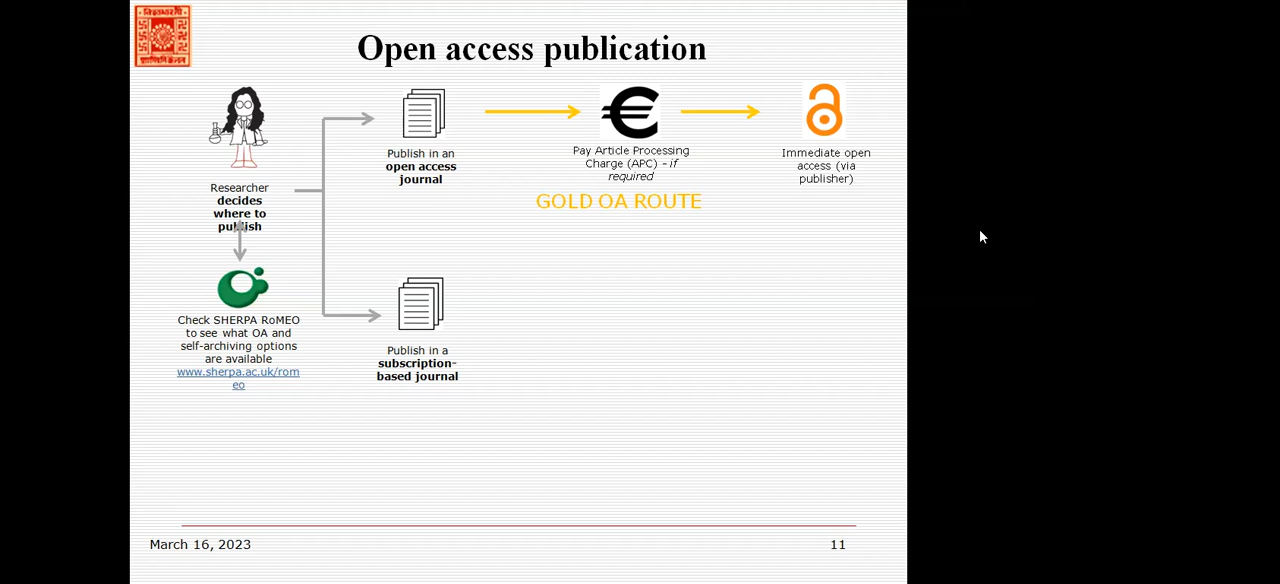 Open access publication
Researcher
decides
where to
publish
Check SHERPA RoMEO
to see what OA and
self-archiving options
are available
www.sherpa.ac.uk/rom
eo
Publish in an
open access
journal
Pay Article Processing
Charge (APC) – if
required
Immediate open
access (via
publisher)
GOLD OA ROUTE
Publish in a
subscription-
based journal
March 16, 2023
11